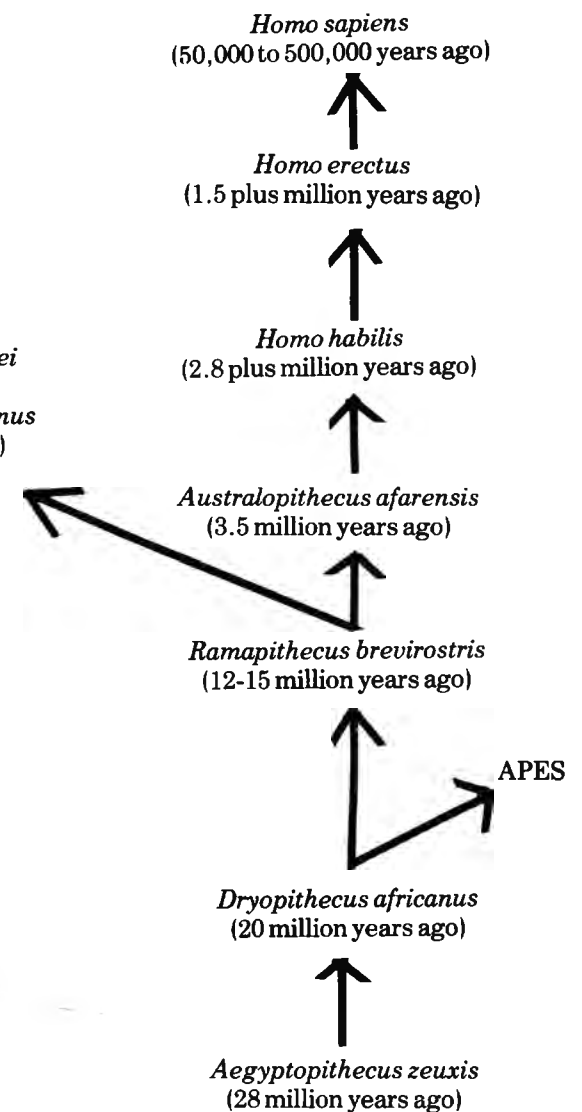 Homo sapiens
(50,000 to 500,000 years ago)
Homo erectus
(1.5 plus million years ago)
Homo habilis
(2.8 plus million years ago)
Australopithecus afarensis
(3.5 million years ago)
Ramapithecus brevirostris
(12-15 million years ago)
APES
Dryopithecus africanus
(20 million years ago)
Aegyptopithecus zeuxis
(28 million years ago)